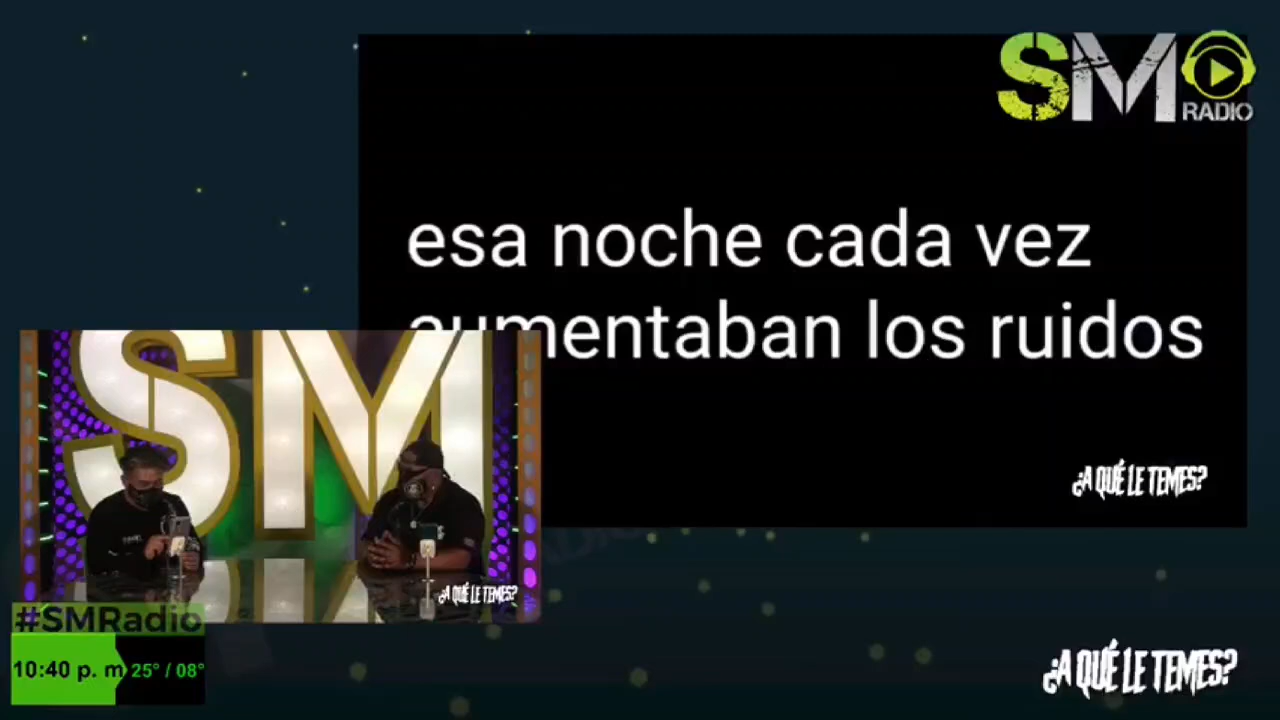 SM
RADIO
esa noche cada vez
aumentaban los ruidos
¿A QUÉ LE TEMES?
SM
¿A QUÉ LE TEMES?
#SMRadio
10:40 p. m 25° / 08°
¿A QUÉ LE TEMES?